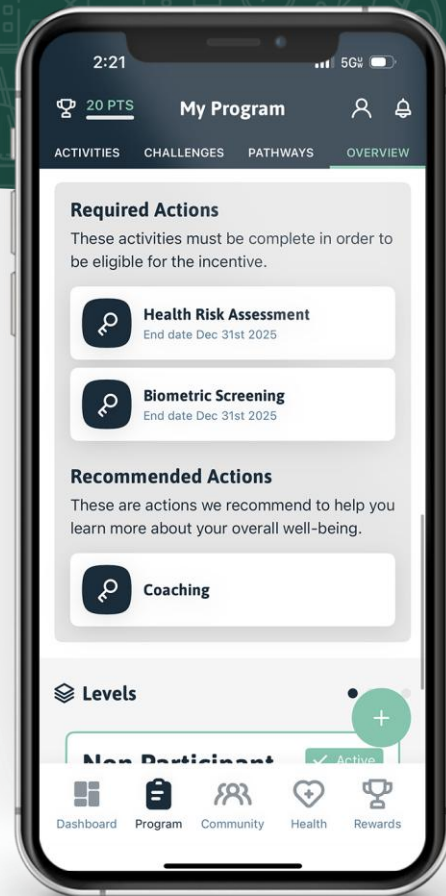 2:21
5G
20 PTS
My Program
ACTIVITIES CHALLENGES PATHWAYS OVERVIEW
Required Actions
These activities must be complete in order to
be eligible for the incentive.
Health Risk Assessment
End date Dec 31st 2025
Biometric Screening
End date Dec 31st 2025
Recommended Actions
These are actions we recommend to help you
learn more about your overall well-being.
Coaching
Levels
+
Non Participant
Active
Dashboard Program Community Health Rewards